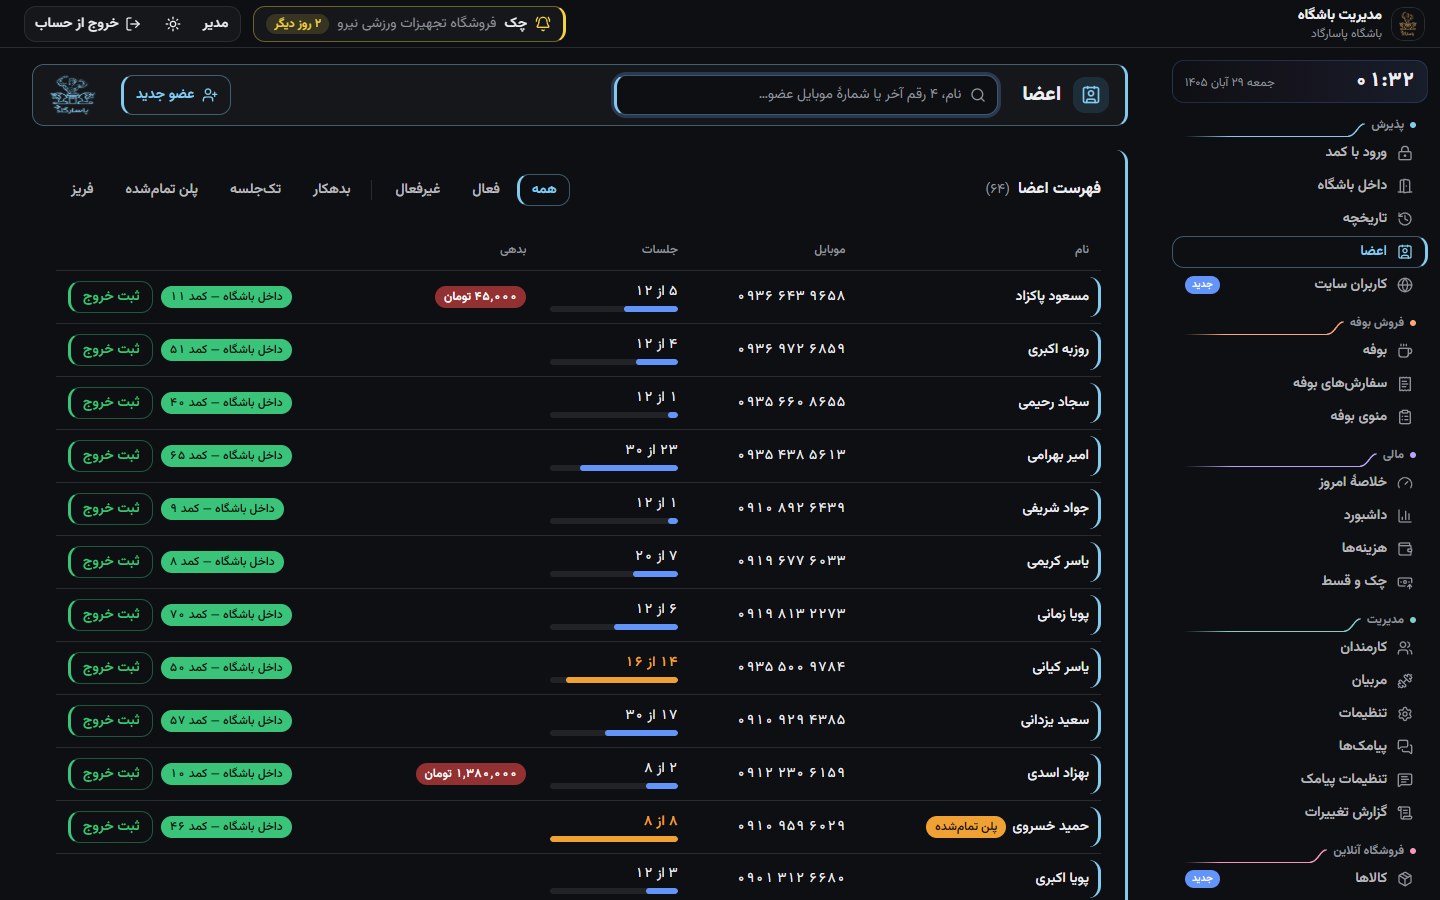 مدیریت باشگاه
باشگاه پاسارگاد
چک فروشگاه تجهیزات ورزشی نیرو ۲ روز دیگر
مدیر
خروج از حساب
۰۱:۳۲
جمعه ۲۹ آبان ۱۴۰۵
پذیرش
ورود با کمد
داخل باشگاه
تاریخچه
اعضا
کاربران سایت جدید
فروش بوفه
بوفه
سفارش‌های بوفه
منوی بوفه
مالی
خلاصهٔ امروز
داشبورد
هزینه‌ها
چک و قسط
مدیریت
کارمندان
مربیان
تنظیمات
پیامک‌ها
تنظیمات پیامک
گزارش تغییرات
فروشگاه آنلاین
کالاها جدید
اعضا
نام، ۴ رقم آخر یا شمارهٔ موبایل عضو...
عضو جدید
پاسارگاد
فهرست اعضا (۶۴)
همه فعال غیرفعال بدهکار تک‌جلسه پلن تمام‌شده فریز
نام موبایل جلسات بدهی
مسعود پاکزاد ۰۹۳۶ ۶۴۳ ۹۶۵۸ ۵ از ۱۲ ۴۵,۰۰۰ تومان داخل باشگاه — کمد ۱۱ ثبت خروج
روزبه اکبری ۰۹۳۶ ۹۷۲ ۶۸۵۹ ۴ از ۱۲ داخل باشگاه — کمد ۵۱ ثبت خروج
سجاد رحیمی ۰۹۳۵ ۶۶۰ ۸۶۵۵ ۱ از ۱۲ داخل باشگاه — کمد ۴۰ ثبت خروج
امیر بهرامی ۰۹۳۵ ۴۳۸ ۵۶۱۳ ۲۳ از ۳۰ داخل باشگاه — کمد ۶۵ ثبت خروج
جواد شریفی ۰۹۱۰ ۸۹۲ ۶۴۳۹ ۱ از ۱۲ داخل باشگاه — کمد ۹ ثبت خروج
یاسر کریمی ۰۹۱۹ ۶۷۷ ۶۰۳۳ ۷ از ۲۰ داخل باشگاه — کمد ۸ ثبت خروج
پویا زمانی ۰۹۱۹ ۸۱۳ ۲۲۷۳ ۶ از ۱۲ داخل باشگاه — کمد ۷۰ ثبت خروج
یاسر کیانی ۰۹۳۵ ۵۰۰ ۹۷۸۴ ۱۴ از ۱۶ داخل باشگاه — کمد ۵۰ ثبت خروج
سعید یزدانی ۰۹۱۰ ۹۲۹ ۴۳۸۵ ۱۷ از ۳۰ داخل باشگاه — کمد ۵۷ ثبت خروج
بهزاد اسدی ۰۹۱۲ ۲۳۰ ۶۱۵۹ ۲ از ۸ ۱,۳۸۰,۰۰۰ تومان داخل باشگاه — کمد ۱۰ ثبت خروج
حمید خسروی پلن تمام‌شده ۰۹۱۰ ۹۵۹ ۶۰۲۹ ۸ از ۸ داخل باشگاه — کمد ۴۶ ثبت خروج
پویا اکبری ۰۹۰۱ ۳۱۲ ۶۶۸۰ ۳ از ۱۲